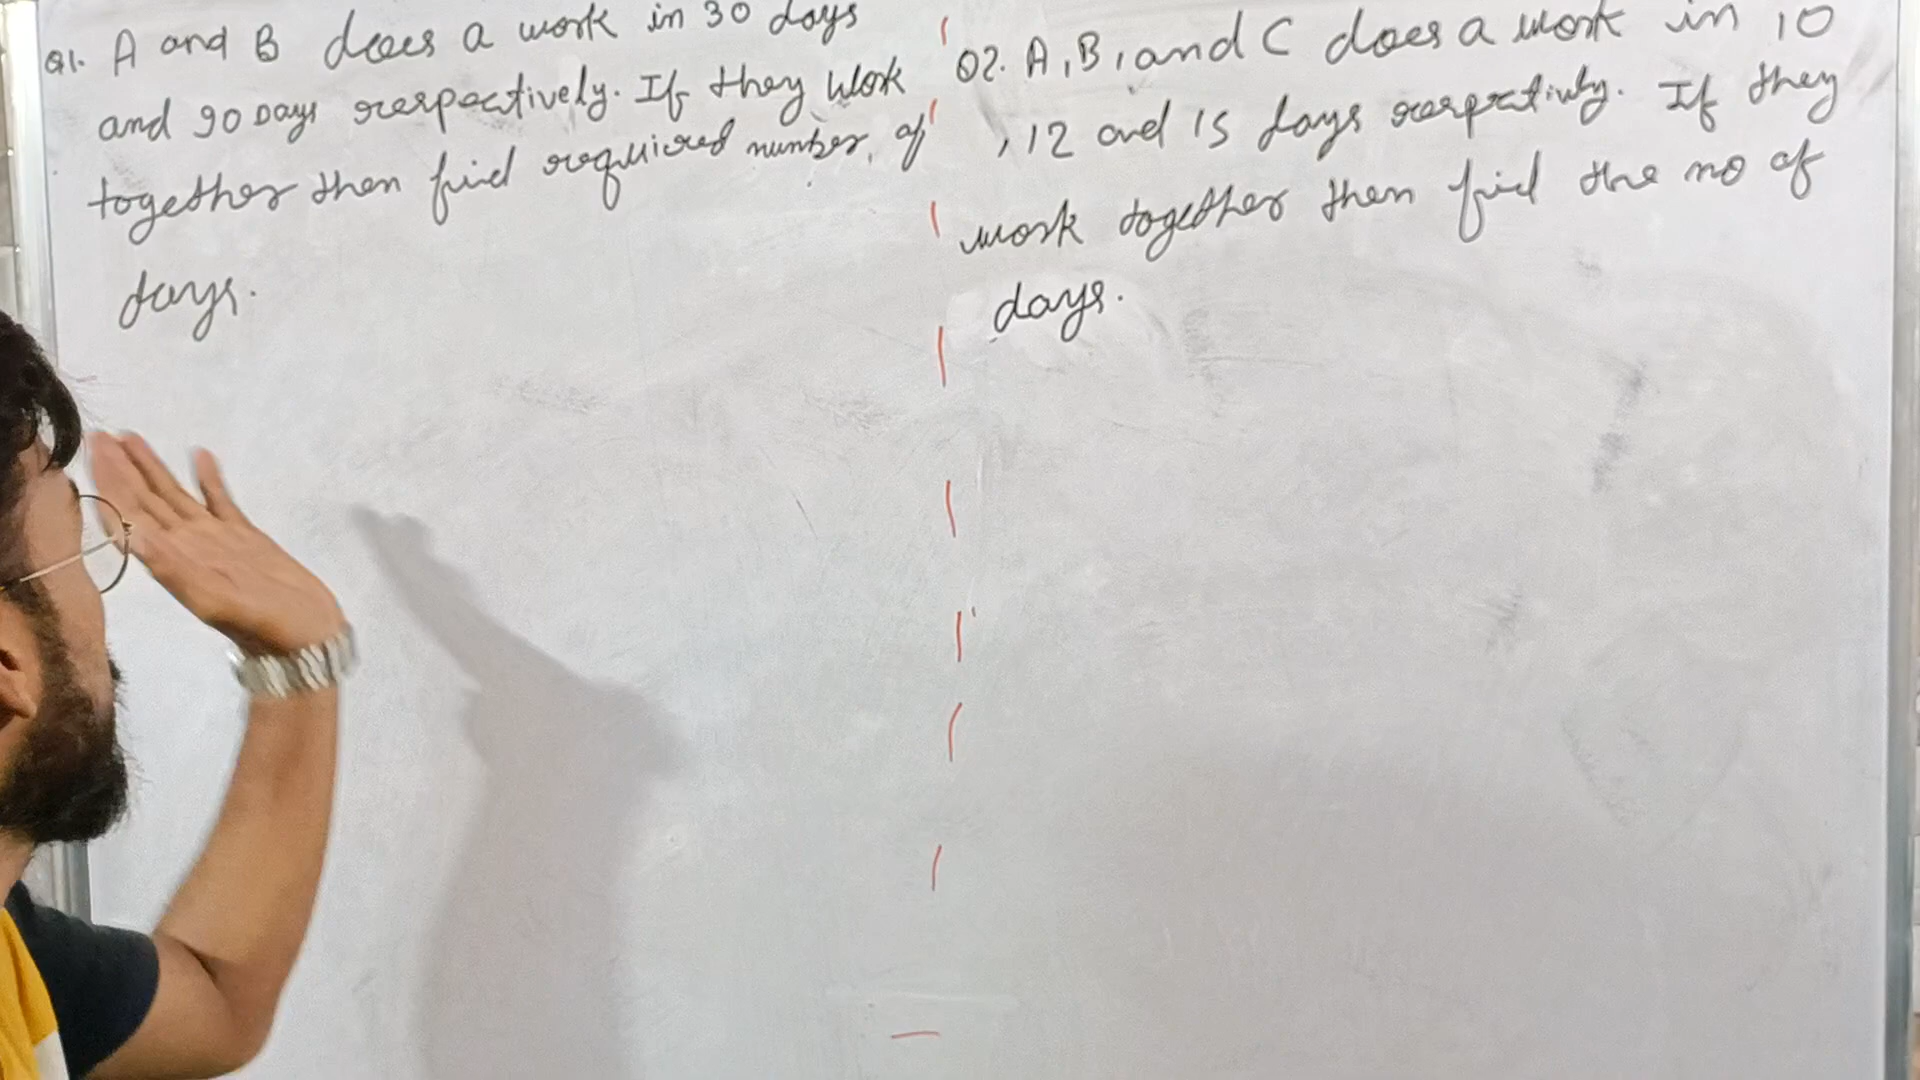 Q1. A and B does a work in 30 days
and 90 Days respectively. If they Work
together then find required number of
days.
Q2. A, B, and C does a work in 10
, 12 and 15 days respectively. If they
work together then find the no of
days.